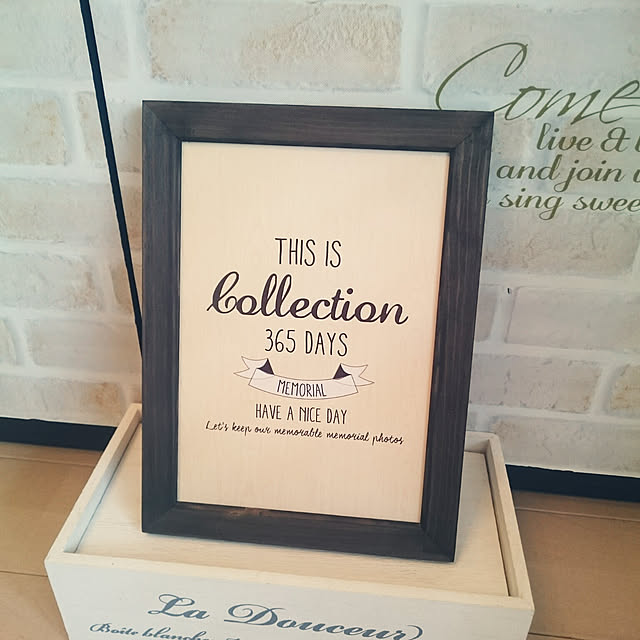 THIS IS
Collection
365 DAYS
MEMORIAL
HAVE A NICE DAY
Let's keep our memorable memorial photos
Come
live &
and join
sing
La Douceur
Boîte